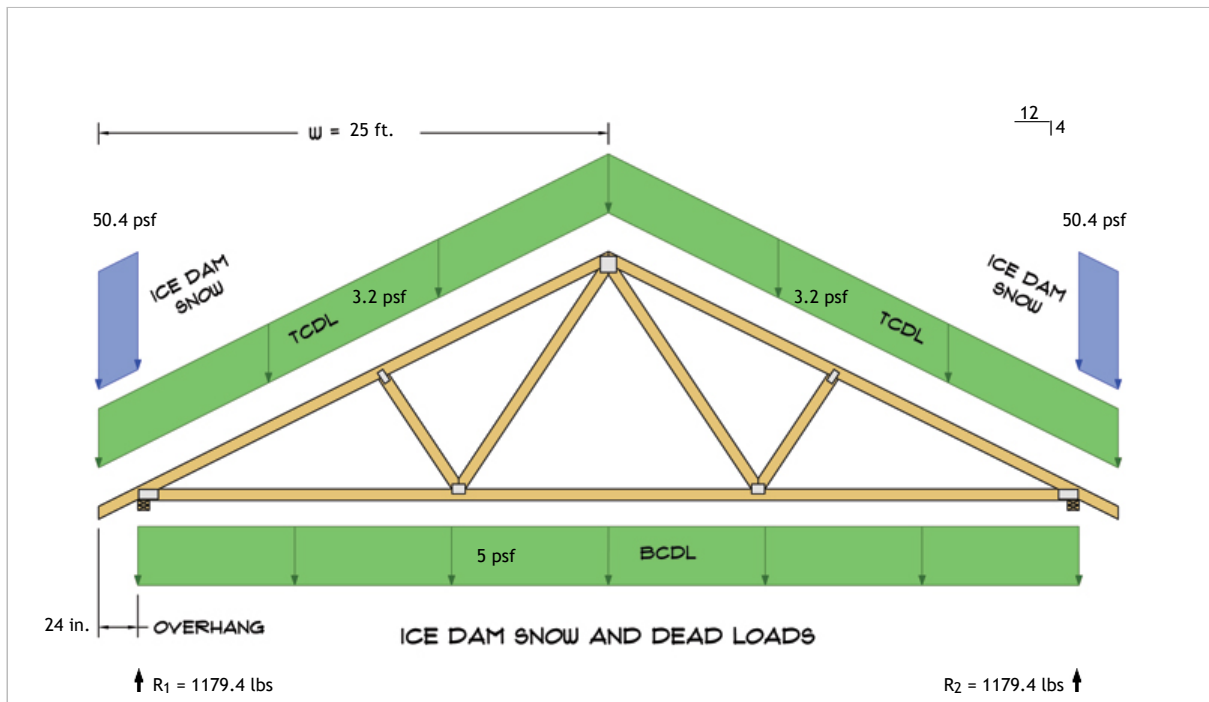 12
4
W = 25 ft.
50.4 psf
50.4 psf
ICE DAM
SNOW
ICE DAM
SNOW
3.2 psf
3.2 psf
TCDL
TCDL
5 psf
BCDL
24 in.
OVERHANG
ICE DAM SNOW AND DEAD LOADS
R1 = 1179.4 lbs
R2 = 1179.4 lbs